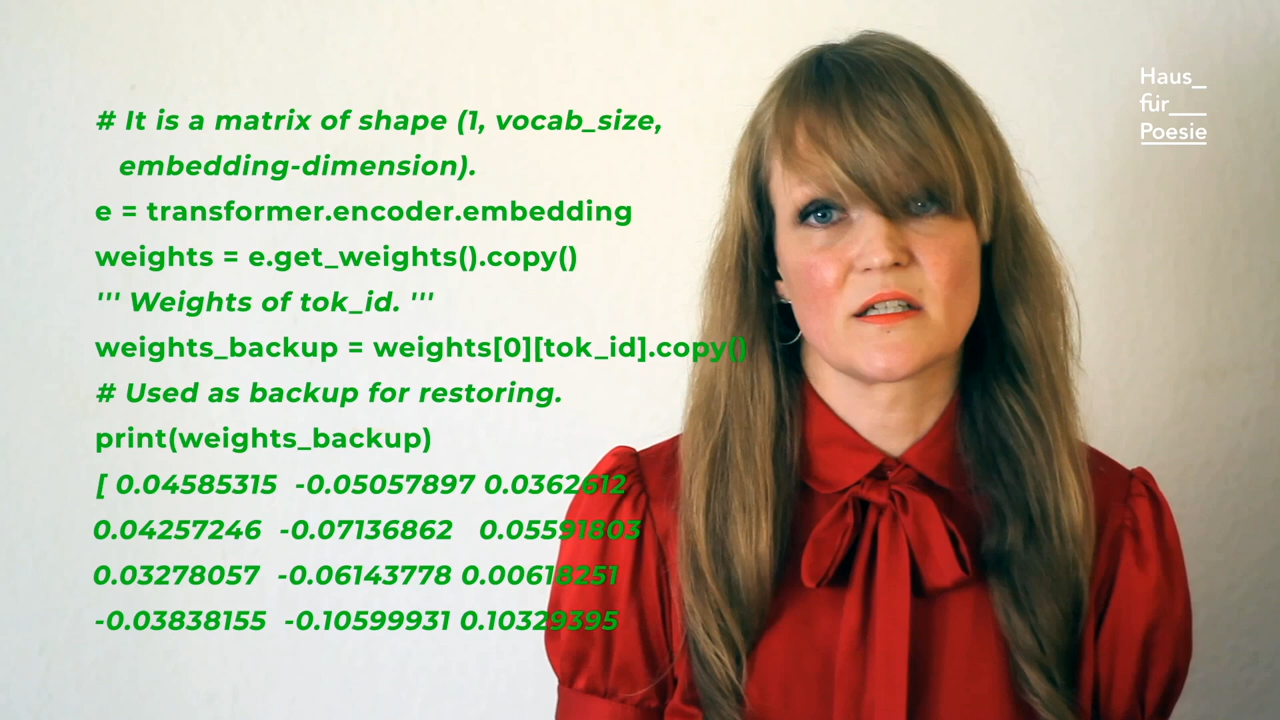 # It is a matrix of shape (1, vocab_size,
embedding-dimension).
e = transformer.encoder.embedding
weights = e.get_weights().copy()
''' Weights of tok_id. '''
weights_backup = weights[0][tok_id].copy()
# Used as backup for restoring.
print(weights_backup)
[ 0.04585315 -0.05057897 0.0362612
0.04257246 -0.07136862 0.05591803
0.03278057 -0.06143778 0.00618251
-0.03838155 -0.10599931 0.10329395
Haus_
für___
Poesie